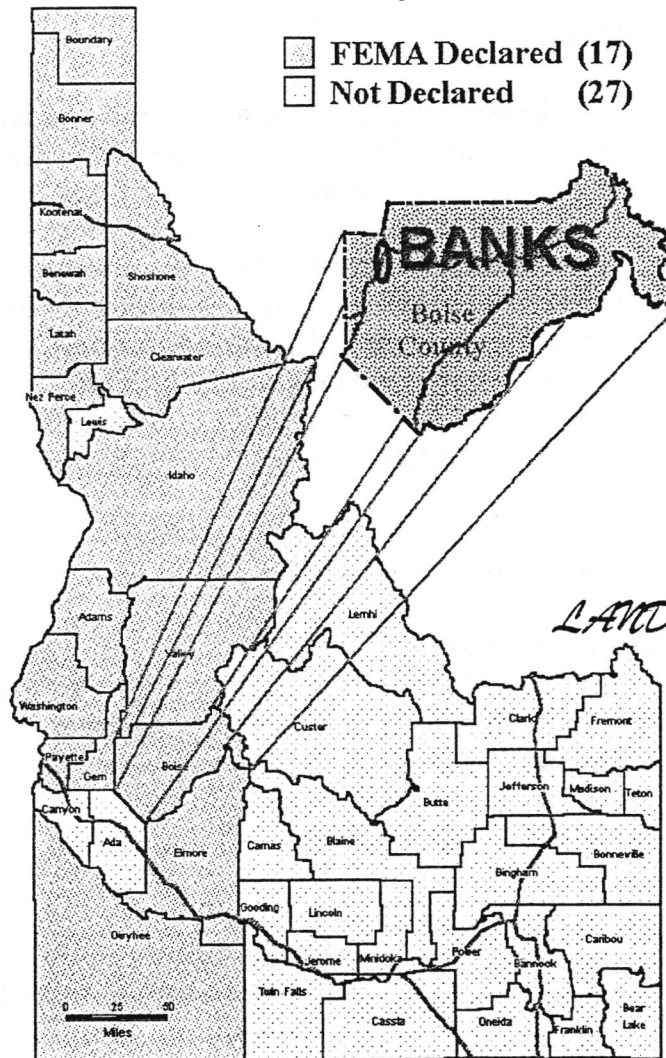 FEMA Declared (17)
Not Declared (27)
Boundary
Bonner
Kootenai
Benewah
Shoshone
Latah
Clearwater
Nez Perce
Lewis
Idaho
BANKS
Boise
County
Adams
Valley
Lemhi
LAND
Washington
Custer
Clark
Fremont
Payette
Gem
Boise
Butte
Jefferson
Madison
Teton
Canyon
Ada
Elmore
Camas
Blaine
Bingham
Bonneville
Gooding
Lincoln
Owyhee
Jerome
Minidoka
Power
Bannock
Caribou
Twin Falls
Cassia
Oneida
Franklin
Bear
Lake
0 25 50
Miles